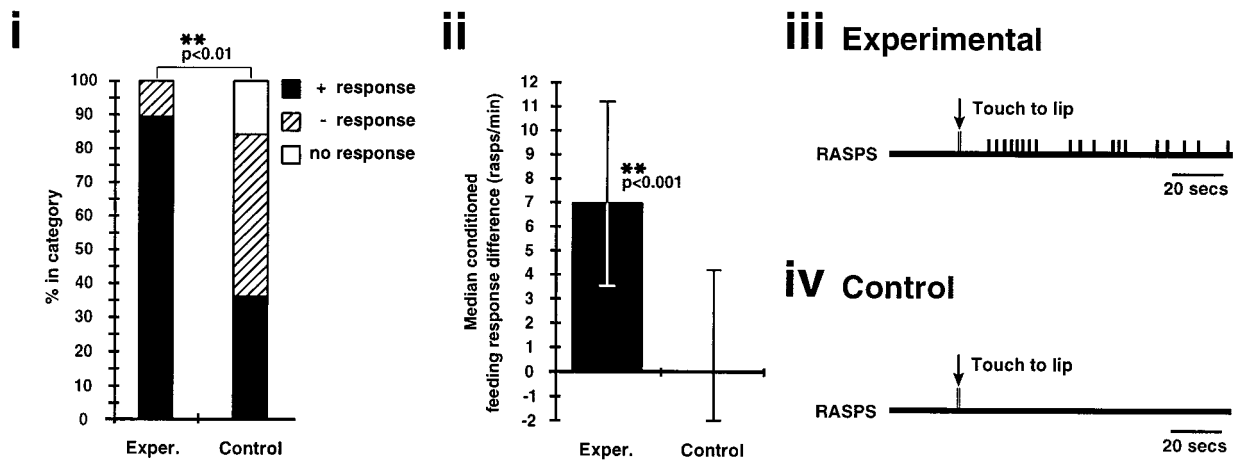 i
**
p<0.01
% in category
100
90
80
70
60
50
40
30
20
10
0
Exper.
Control
+ response
- response
no response
ii
Median conditioned
feeding response difference (rasps/min)
12
11
10
9
8
7
6
5
4
3
2
1
0
-1
-2
**
p<0.001
Exper.
Control
iii Experimental
Touch to lip
RASPS
20 secs
iv Control
Touch to lip
RASPS
20 secs